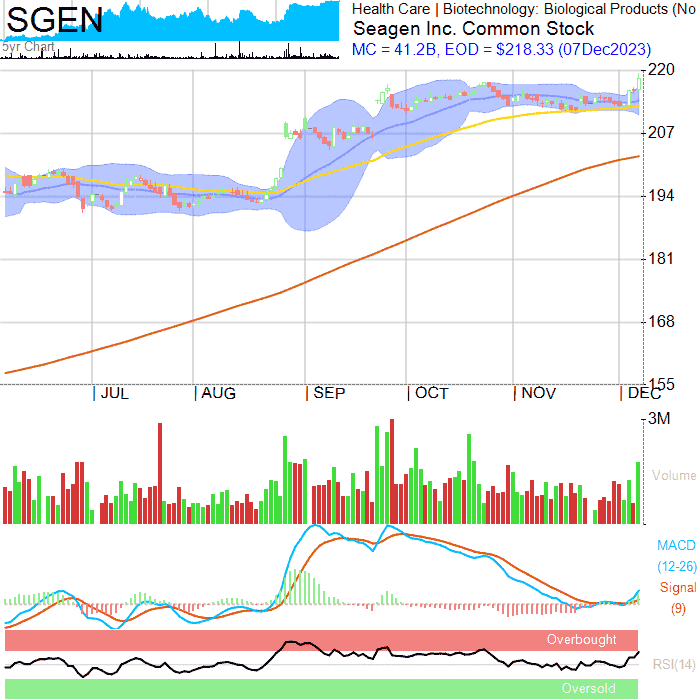 SGEN
5yr Chart
Health Care | Biotechnology: Biological Products (No
Seagen Inc. Common Stock
MC = 41.2B, EOD = $218.33 (07Dec2023)
220
207
194
181
168
155
JUL AUG SEP OCT NOV DEC
3M
Volume
MACD
(12-26)
Signal
(9)
Overbought
RSI(14)
Oversold